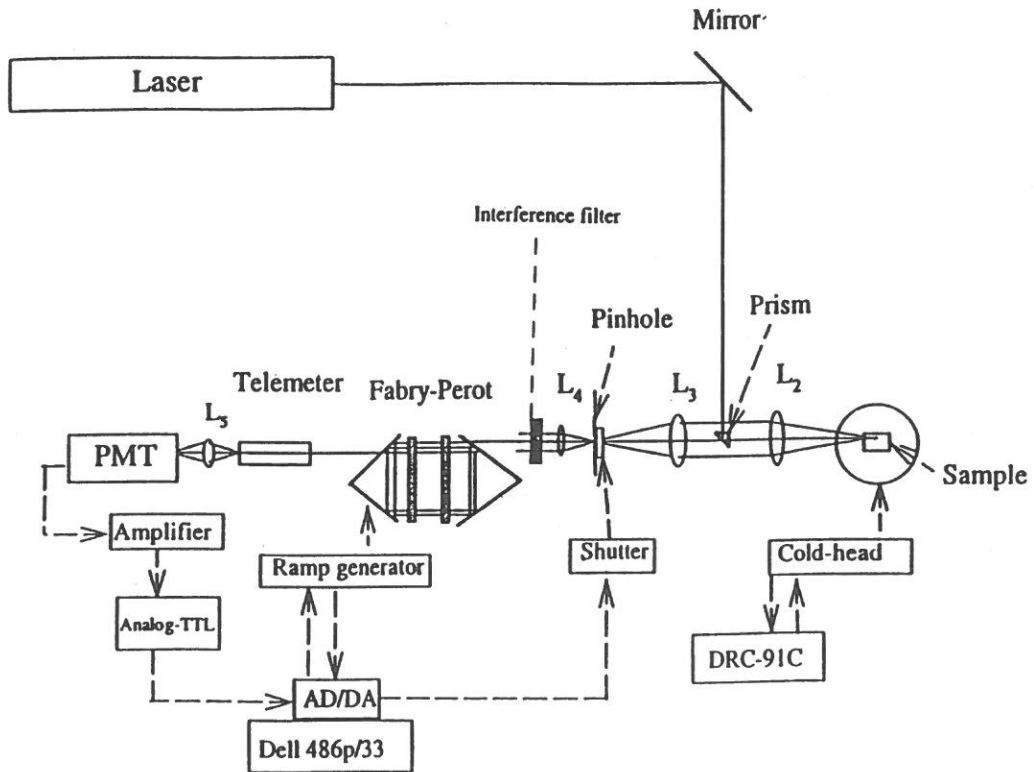 Mirror
Laser
Interference filter
Pinhole
Prism
L4
L3
L2
Telemeter
Fabry-Perot
L5
PMT
Sample
Amplifier
Ramp generator
Shutter
Cold-head
Analog-TTL
DRC-91C
AD/DA
Dell 486p/33